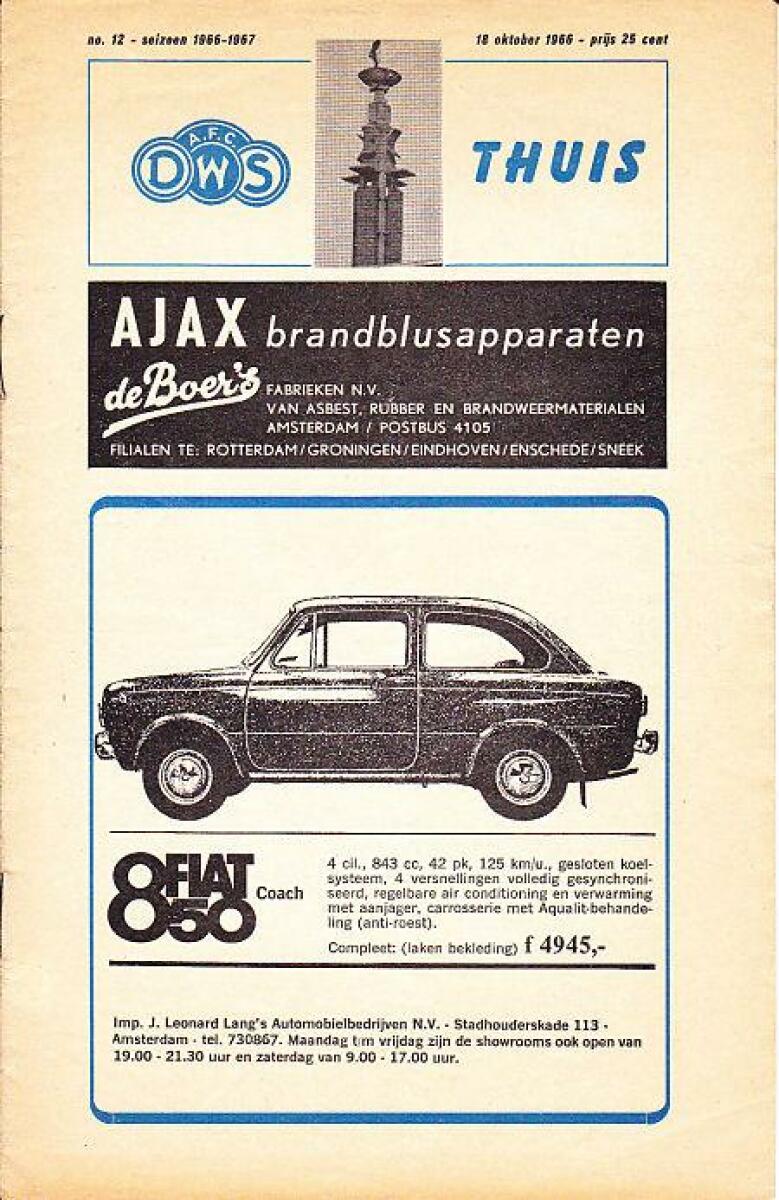 no. 12 - seizoen 1966-1967
18 oktober 1966 - prijs 25 cent
A.F.C.
DWS
THUIS
AJAX brandblusapparaten
de Boer's
FABRIEKEN N.V.
VAN ASBEST, RUBBER EN BRANDWEERMATERIALEN
AMSTERDAM / POSTBUS 4105
FILIALEN TE: ROTTERDAM/GRONINGEN/EINDHOVEN/ENSCHEDE/SNEEK
FIAT
850
Coach
4 cil., 843 cc, 42 pk, 125 km/u., gesloten koel-
systeem, 4 versnellingen volledig gesynchroni-
seerd, regelbare air conditioning en verwarming
met aanjager, carrosserie met Aqualit-behande-
ling (anti-roest).
Compleet: (laken bekleding) f 4945,-
Imp. J. Leonard Lang's Automobielbedrijven N.V. - Stadhouderskade 113 -
Amsterdam - tel. 730867. Maandag t/m vrijdag zijn de showrooms ook open van
19.00 - 21.30 uur en zaterdag van 9.00 - 17.00 uur.